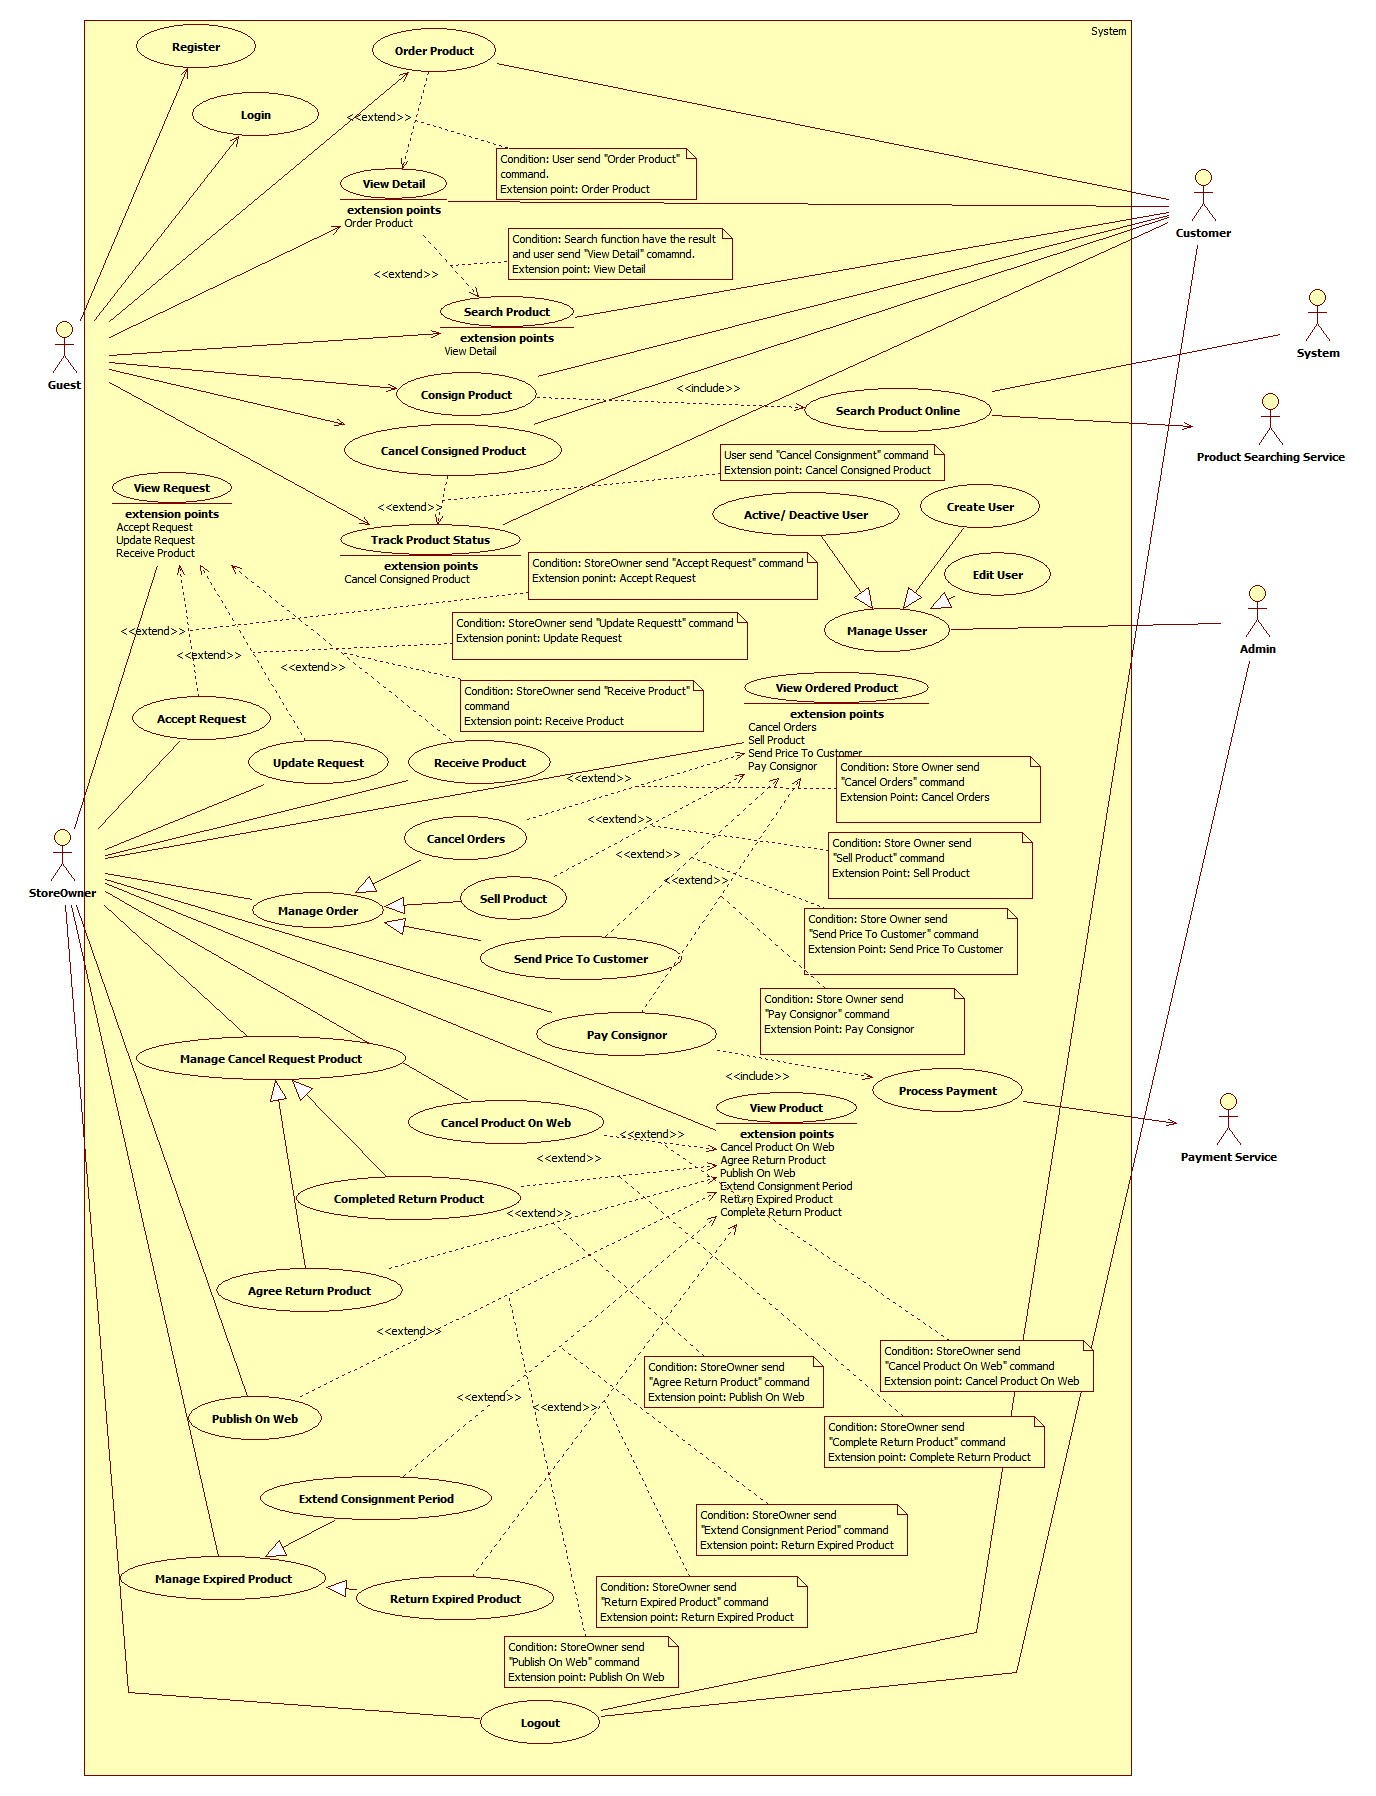 System
Register
Order Product
Login
<<extend>>
Condition: User send "Order Product"
command.
Extension point: Order Product
View Detail
extension points
Order Product
Customer
Condition: Search function have the result
and user send "View Detail" comamnd.
Extension point: View Detail
<<extend>>
Search Product
extension points
View Detail
Guest
System
Consign Product
<<include>>
Search Product Online
Cancel Consigned Product
Product Searching Service
User send "Cancel Consignment" command
Extension point: Cancel Consigned Product
View Request
extension points
Accept Request
Update Request
Receive Product
<<extend>>
Active/ Deactive User
Create User
Track Product Status
extension points
Cancel Consigned Product
Condition: StoreOwner send "Accept Request" command
Extension ponint: Accept Request
Edit User
<<extend>>
Condition: StoreOwner send "Update Requestt" command
Extension poinint: Update Request
Manage Usser
Admin
<<extend>>
<<extend>>
Condition: StoreOwner send "Receive Product"
command
Extension point: Receive Product
View Ordered Product
extension points
Cancel Orders
Sell Product
Send Price To Customer
Pay Consignor
Accept Request
Update Request
Receive Product
<<extend>>
Condition: Store Owner send
"Cancel Orders" command
Extension Point: Cancel Orders
Cancel Orders
<<extend>>
Condition: Store Owner send
"Sell Product" command
Extension Point: Sell Product
<<extend>>
StoreOwner
<<extend>>
Manage Order
Sell Product
Condition: Store Owner send
"Send Price To Customer" command
Extension Point: Send Price To Customer
Send Price To Customer
Condition: Store Owner send
"Pay Consignor" command
Extension Point: Pay Consignor
Pay Consignor
Manage Cancel Request Product
<<include>>
Process Payment
View Product
extension points
Cancel Product On Web
Agree Return Product
Publish On Web
Extend Consignment Period
Return Expired Product
Complete Return Product
Cancel Product On Web
<<extend>>
Payment Service
<<extend>>
Completed Return Product
<<extend>>
Agree Return Product
<<extend>>
Condition: StoreOwner send
"Cancel Product On Web" command
Extension point: Cancel Product On Web
Condition: StoreOwner send
"Agree Return Product" command
Extension point: Publish On Web
<<extend>>
<<extend>>
Publish On Web
Condition: StoreOwner send
"Complete Return Product" command
Extension point: Complete Return Product
Extend Consignment Period
Condition: StoreOwner send
"Extend Consignment Period" command
Extension point: Return Expired Product
Manage Expired Product
Return Expired Product
Condition: StoreOwner send
"Return Expired Product" command
Extension point: Return Expired Product
Condition: StoreOwner send
"Publish On Web" command
Extension point: Publish On Web
Logout